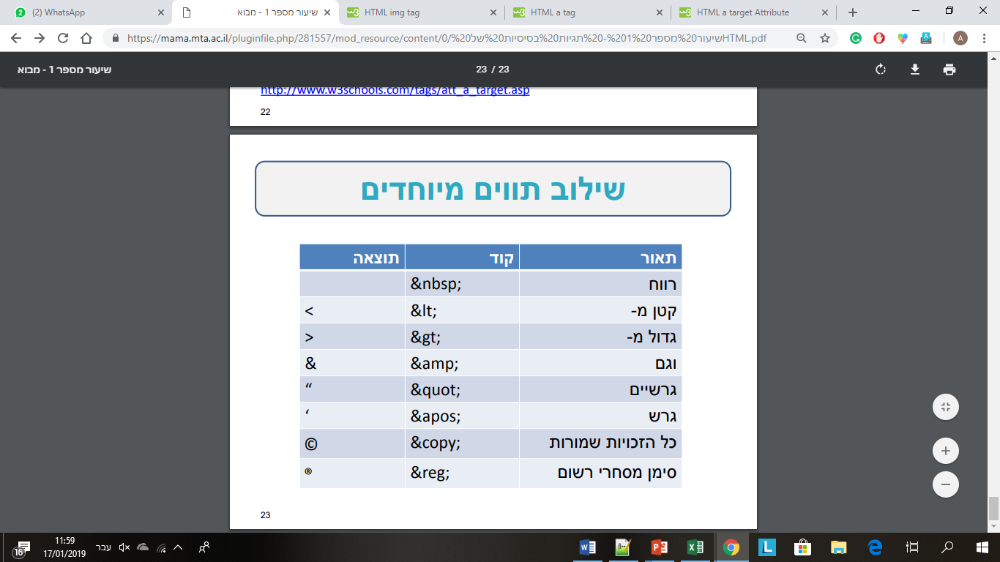 (2) WhatsApp
שיעור מספר 1 - מבוא
HTML img tag
HTML a tag
HTML a target Attribute
https://mama.mta.ac.il/pluginfile.php/281557/mod_resource/content/0/שיעור%20מספר%201%20-%20תגיות%20בסיסיות%20של%20HTML.pdf
A
שיעור מספר 1 - מבוא
23 / 23
http://www.w3schools.com/tags/att_a_target.asp
22
שילוב תווים מיוחדים
תאור קוד תוצאה
רווח &nbsp;
קטן מ- &lt; <
גדול מ- &gt; >
וגם &amp; &
גרשיים &quot; “
גרש &apos; ‘
כל הזכויות שמורות &copy; ©
סימן מסחרי רשום &reg; ®
23
16
11:59
17/01/2019
עבר